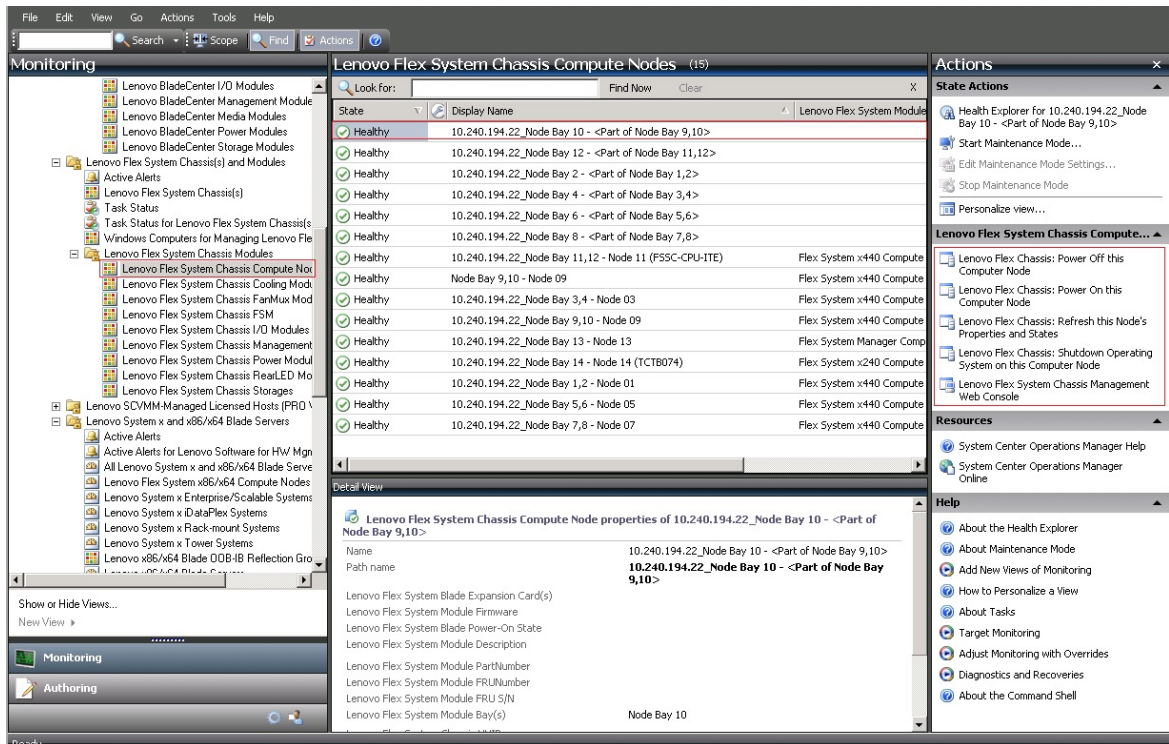 File Edit View Go Actions Tools Help
Search Scope Find Actions
Monitoring
Lenovo BladeCenter I/O Modules
Lenovo BladeCenter Management Module
Lenovo BladeCenter Media Modules
Lenovo BladeCenter Power Modules
Lenovo BladeCenter Storage Modules
Lenovo Flex System Chassis(s) and Modules
Active Alerts
Lenovo Flex System Chassis(s)
Task Status
Task Status for Lenovo Flex System Chassis(s
Windows Computers for Managing Lenovo Fle
Lenovo Flex System Chassis Modules
Lenovo Flex System Chassis Compute Noc
Lenovo Flex System Chassis Cooling Modu
Lenovo Flex System Chassis FanMux Mod
Lenovo Flex System Chassis FSM
Lenovo Flex System Chassis I/O Modules
Lenovo Flex System Chassis Management
Lenovo Flex System Chassis Power Modul
Lenovo Flex System Chassis RearLED Mo
Lenovo Flex System Chassis Storages
Lenovo SCVMM-Managed Licensed Hosts (PRO
Lenovo System x and x86/x64 Blade Servers
Active Alerts
Active Alerts for Lenovo Software for HW Mgn
All Lenovo System x and x86/x64 Blade Serve
Lenovo Flex System x86/x64 Compute Nodes
Lenovo System x Enterprise/Scalable Systems
Lenovo System x iDataPlex Systems
Lenovo System x Rack-mount Systems
Lenovo System x Tower Systems
Lenovo x86/x64 Blade OOB-IB Reflection Gro
Show or Hide Views...
New View
Monitoring
Authoring
Lenovo Flex System Chassis Compute Nodes (15)
Look for: Find Now Clear X
State Display Name Lenovo Flex System Module
Healthy 10.240.194.22_Node Bay 10 - <Part of Node Bay 9,10>
Healthy 10.240.194.22_Node Bay 12 - <Part of Node Bay 11,12>
Healthy 10.240.194.22_Node Bay 2 - <Part of Node Bay 1,2>
Healthy 10.240.194.22_Node Bay 4 - <Part of Node Bay 3,4>
Healthy 10.240.194.22_Node Bay 6 - <Part of Node Bay 5,6>
Healthy 10.240.194.22_Node Bay 8 - <Part of Node Bay 7,8>
Healthy 10.240.194.22_Node Bay 11,12 - Node 11 (FSSC-CPU-ITE) Flex System x440 Compute
Healthy Node Bay 9,10 - Node 09 Flex System x440 Compute
Healthy 10.240.194.22_Node Bay 3,4 - Node 03 Flex System x440 Compute
Healthy 10.240.194.22_Node Bay 9,10 - Node 09 Flex System x440 Compute
Healthy 10.240.194.22_Node Bay 13 - Node 13 Flex System Manager Comp
Healthy 10.240.194.22_Node Bay 14 - Node 14 (TCTB074) Flex System x240 Compute
Healthy 10.240.194.22_Node Bay 1,2 - Node 01 Flex System x440 Compute
Healthy 10.240.194.22_Node Bay 5,6 - Node 05 Flex System x440 Compute
Healthy 10.240.194.22_Node Bay 7,8 - Node 07 Flex System x440 Compute
Detail View
Lenovo Flex System Chassis Compute Node properties of 10.240.194.22_Node Bay 10 - <Part of
Node Bay 9,10>
Name 10.240.194.22_Node Bay 10 - <Part of Node Bay 9,10>
Path name 10.240.194.22_Node Bay 10 - <Part of Node Bay
9,10>
Lenovo Flex System Blade Expansion Card(s)
Lenovo Flex System Module Firmware
Lenovo Flex System Blade Power-On State
Lenovo Flex System Module Description
Lenovo Flex System Module PartNumber
Lenovo Flex System Module FRUNumber
Lenovo Flex System Module FRU S/N
Lenovo Flex System Module Bay(s) Node Bay 10
Actions x
State Actions
Health Explorer for 10.240.194.22_Node
Bay 10 - <Part of Node Bay 9,10>
Start Maintenance Mode...
Edit Maintenance Mode Settings...
Stop Maintenance Mode
Personalize view...
Lenovo Flex System Chassis Compute...
Lenovo Flex Chassis: Power Off this
Computer Node
Lenovo Flex Chassis: Power On this
Computer Node
Lenovo Flex Chassis: Refresh this Node's
Properties and States
Lenovo Flex Chassis: Shutdown Operating
System on this Computer Node
Lenovo Flex System Chassis Management
Web Console
Resources
System Center Operations Manager Help
System Center Operations Manager
Online
Help
About the Health Explorer
About Maintenance Mode
Add New Views of Monitoring
How to Personalize a View
About Tasks
Target Monitoring
Adjust Monitoring with Overrides
Diagnostics and Recoveries
About the Command Shell